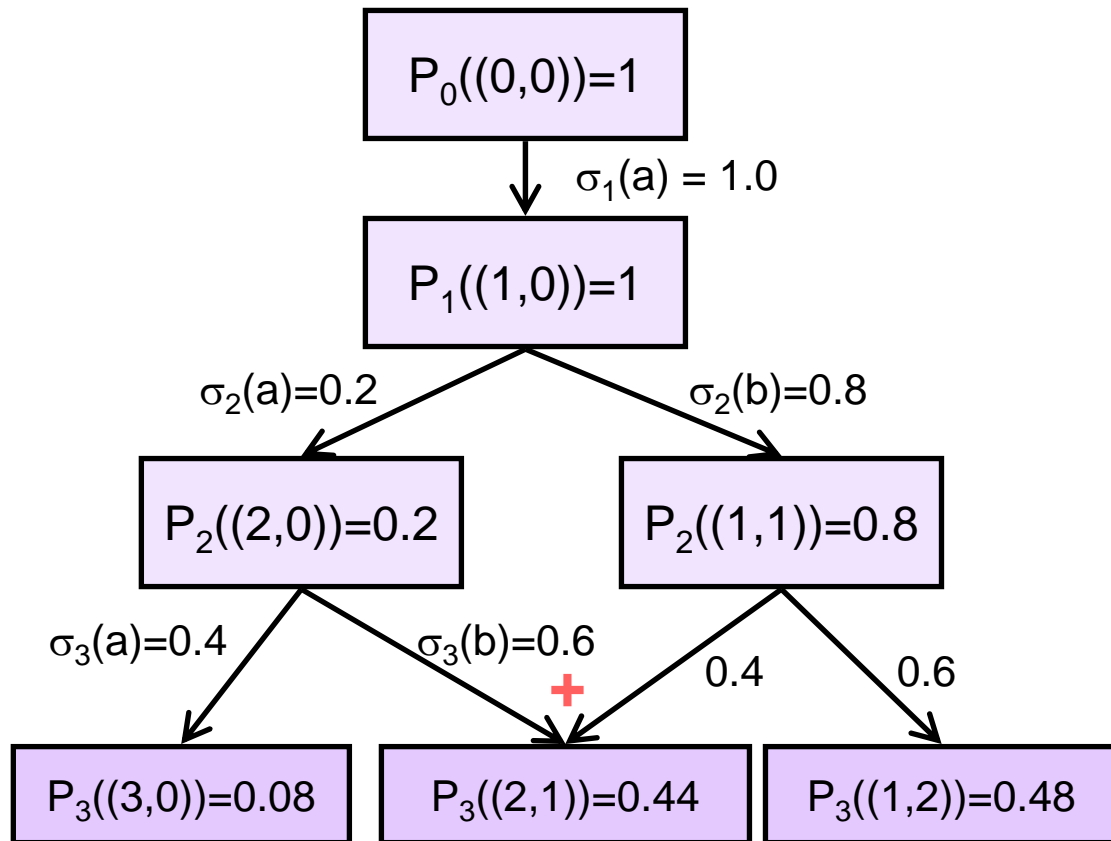 P₀((0,0))=1
σ₁(a) = 1.0
P₁((1,0))=1
σ₂(a)=0.2
σ₂(b)=0.8
P₂((2,0))=0.2
P₂((1,1))=0.8
σ₃(a)=0.4
σ₃(b)=0.6
0.4
0.6
+
P₃((3,0))=0.08
P₃((2,1))=0.44
P₃((1,2))=0.48